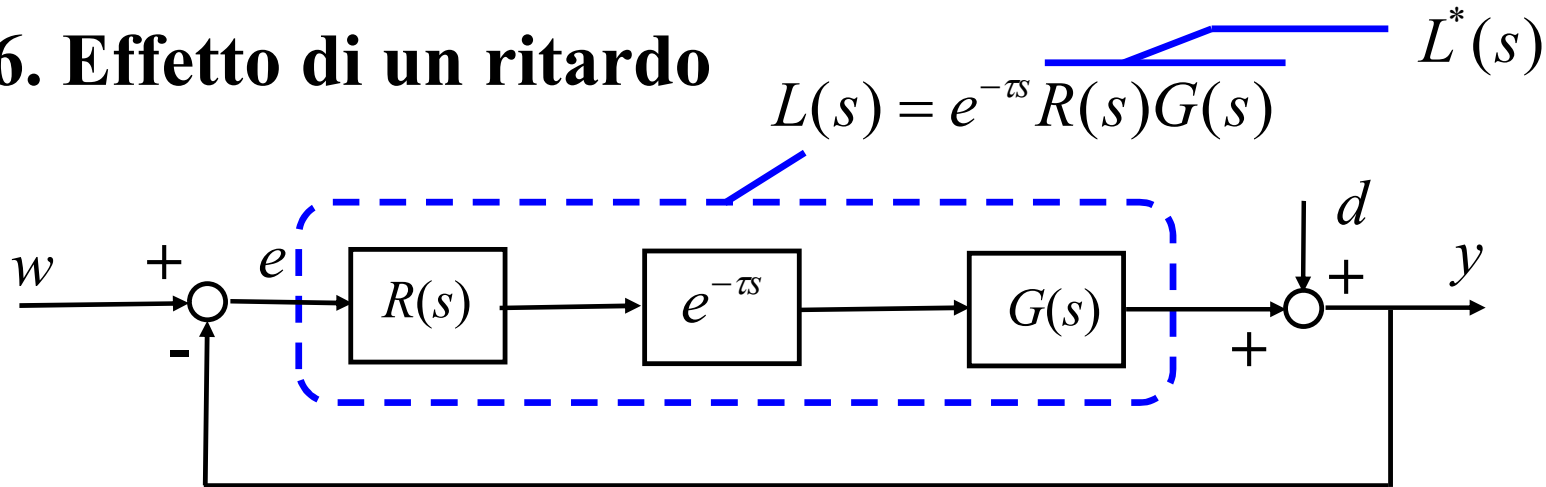 6. Effetto di un ritardo
L*(s)
L(s) = e^{-τs} R(s)G(s)
w
+
-
e
R(s)
e^{-τs}
G(s)
d
+
+
y